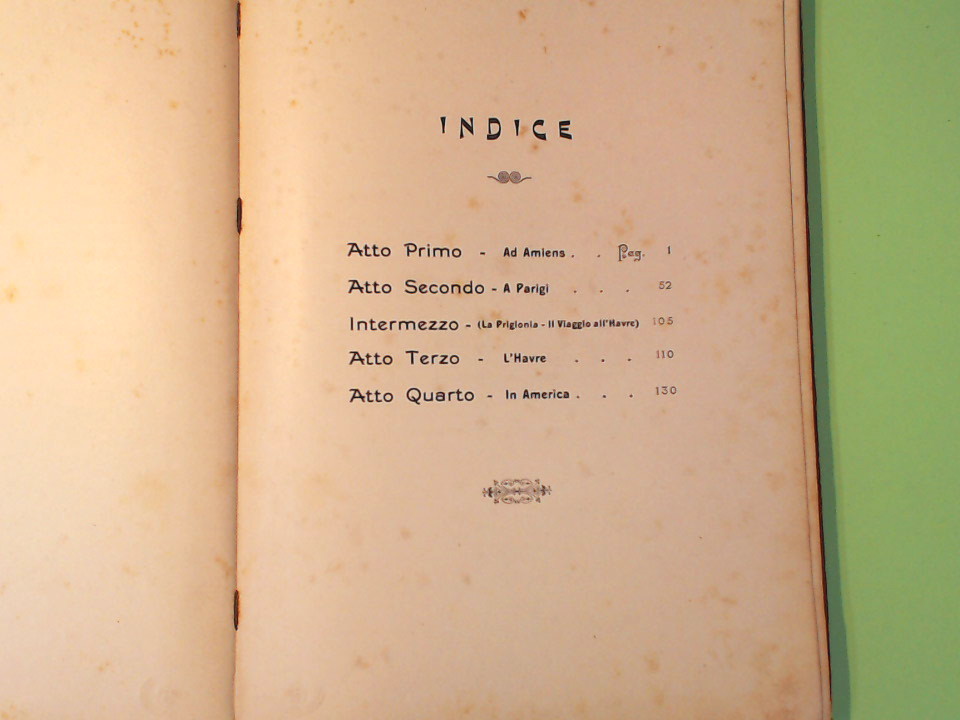 INDICE
Atto Primo - Ad Amiens . . Pag. 1
Atto Secondo - A Parigi . . . 52
Intermezzo - (La Prigionia - Il Viaggio all'Havre) 105
Atto Terzo - L'Havre . . . 110
Atto Quarto - In America . . . 130